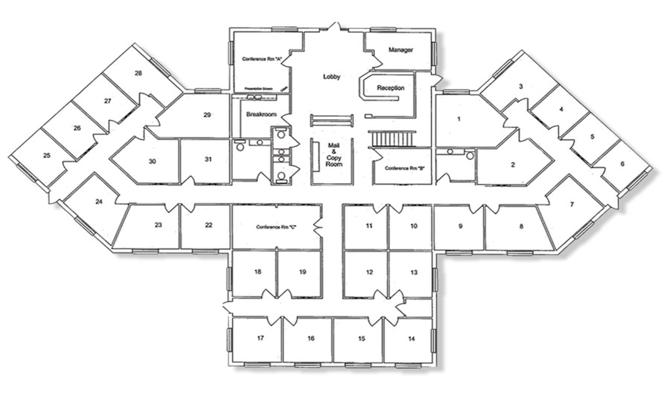 Conference Rm "A"
Presentation Screen
Lobby
Manager
Reception
Breakroom
Mail
&
Copy
Room
Conference Rm "B"
Conference Rm "C"
1
2
3
4
5
6
7
8
9
10
11
12
13
14
15
16
17
18
19
22
23
24
25
26
27
28
29
30
31